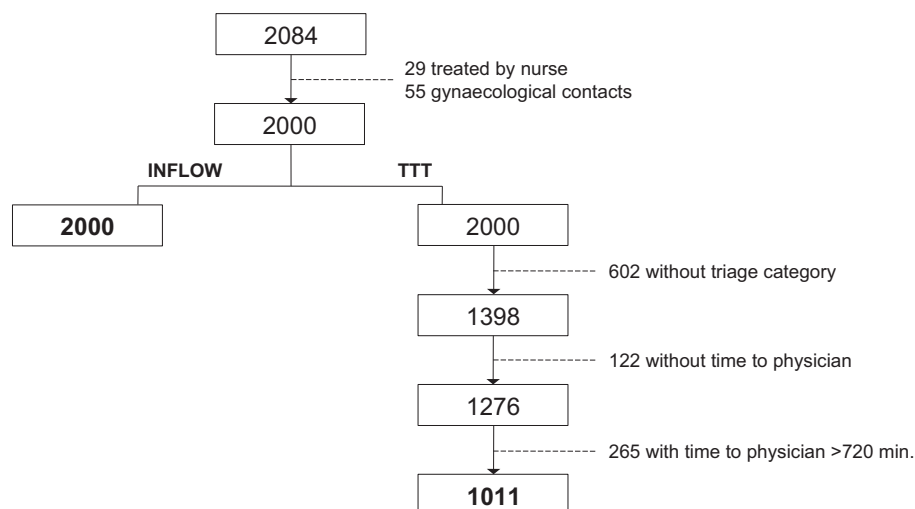 2084
29 treated by nurse
55 gynaecological contacts
2000
INFLOW
TTT
2000
2000
602 without triage category
1398
122 without time to physician
1276
265 with time to physician >720 min.
1011